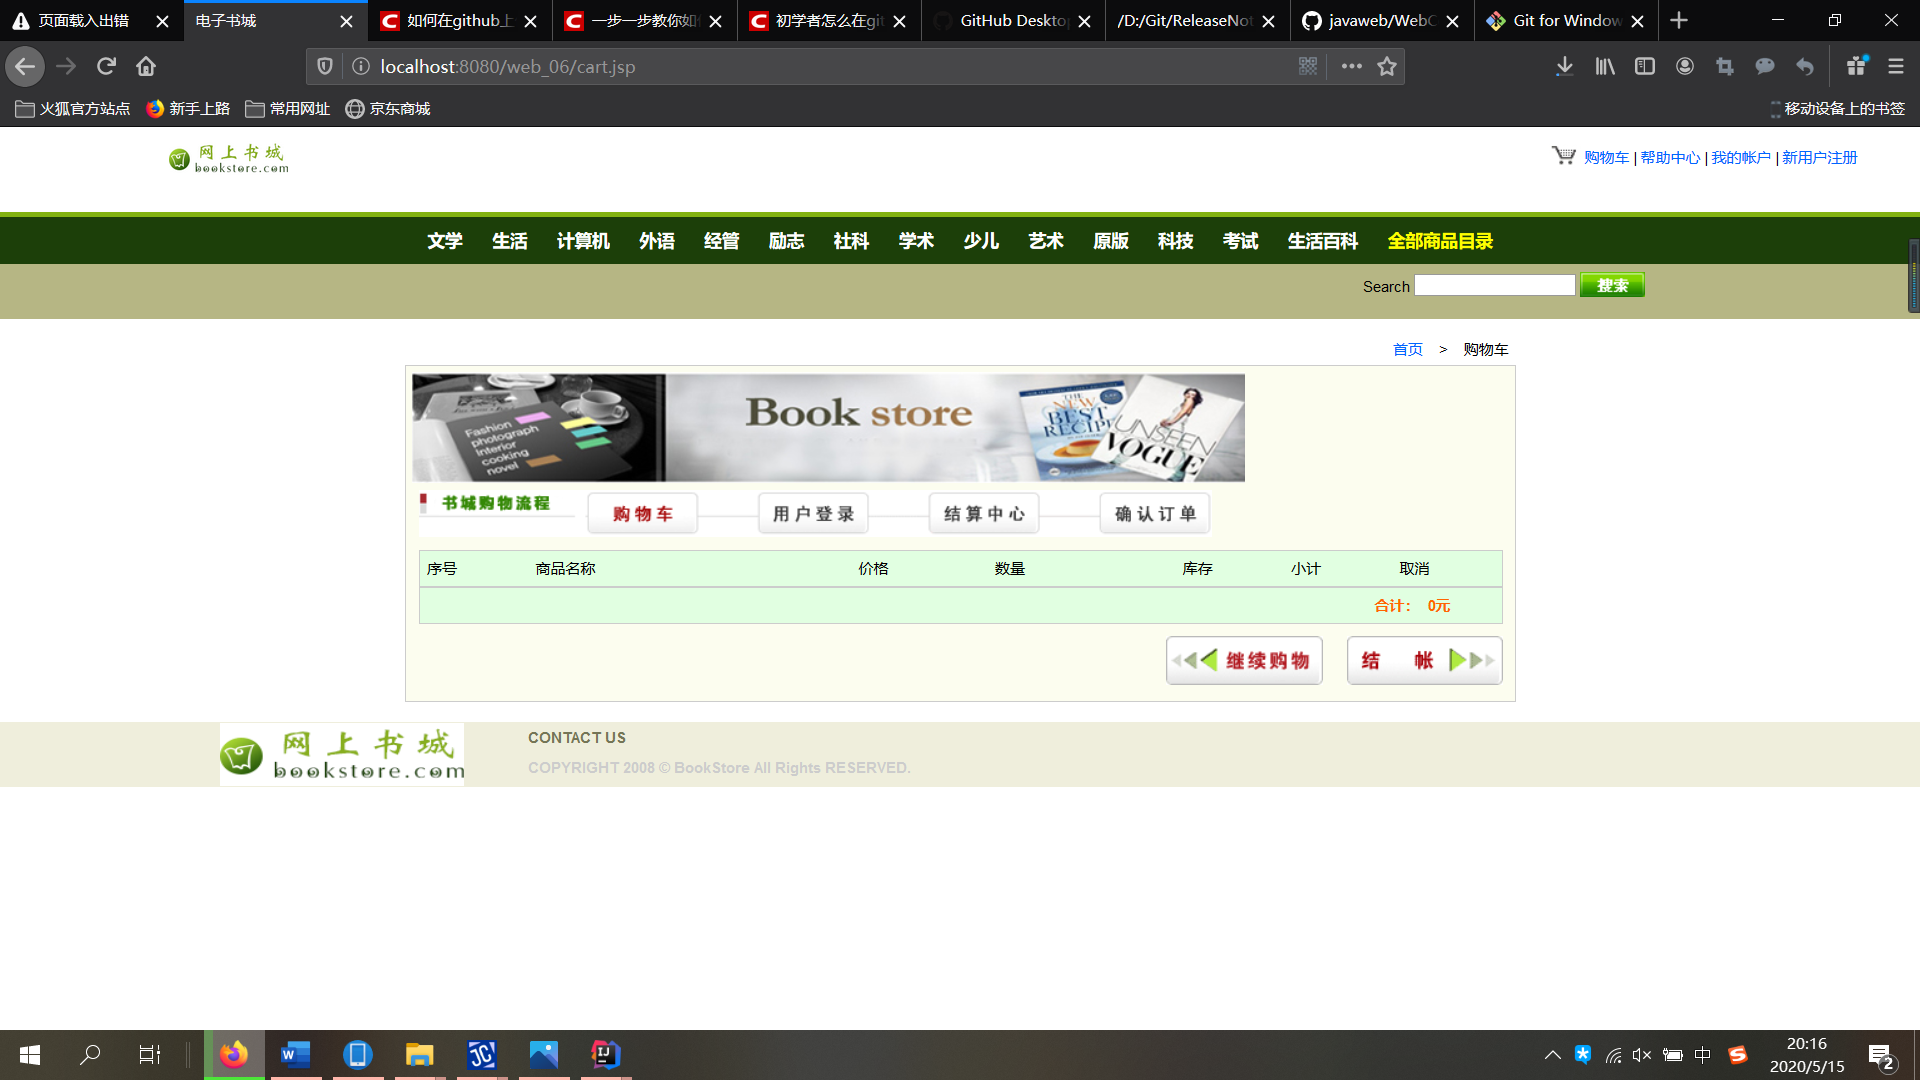 页面载入出错
电子书城
如何在github上
一步一步教你如
初学者怎么在git
GitHub Desktop
/D:/Git/ReleaseNot
javaweb/WebC
Git for Window
localhost:8080/web_06/cart.jsp
火狐官方站点
新手上路
常用网址
京东商城
移动设备上的书签
网上书城
bookstore.com
购物车 | 帮助中心 | 我的帐户 | 新用户注册
文学 生活 计算机 外语 经管 励志 社科 学术 少儿 艺术 原版 科技 考试 生活百科 全部商品目录
Search 搜索
首页 > 购物车
Book store
Fashion
photograph
Interior
cooking
novel
THE
NEW
BEST
RECIPE
UNSEEN
VOGUE
书城购物流程 购物车 用户登录 结算中心 确认订单
序号 商品名称 价格 数量 库存 小计 取消
合计： 0元
继续购物 结 帐
网上书城
bookstore.com
CONTACT US
COPYRIGHT 2008 © BookStore All Rights RESERVED.
中
20:16
2020/5/15
2